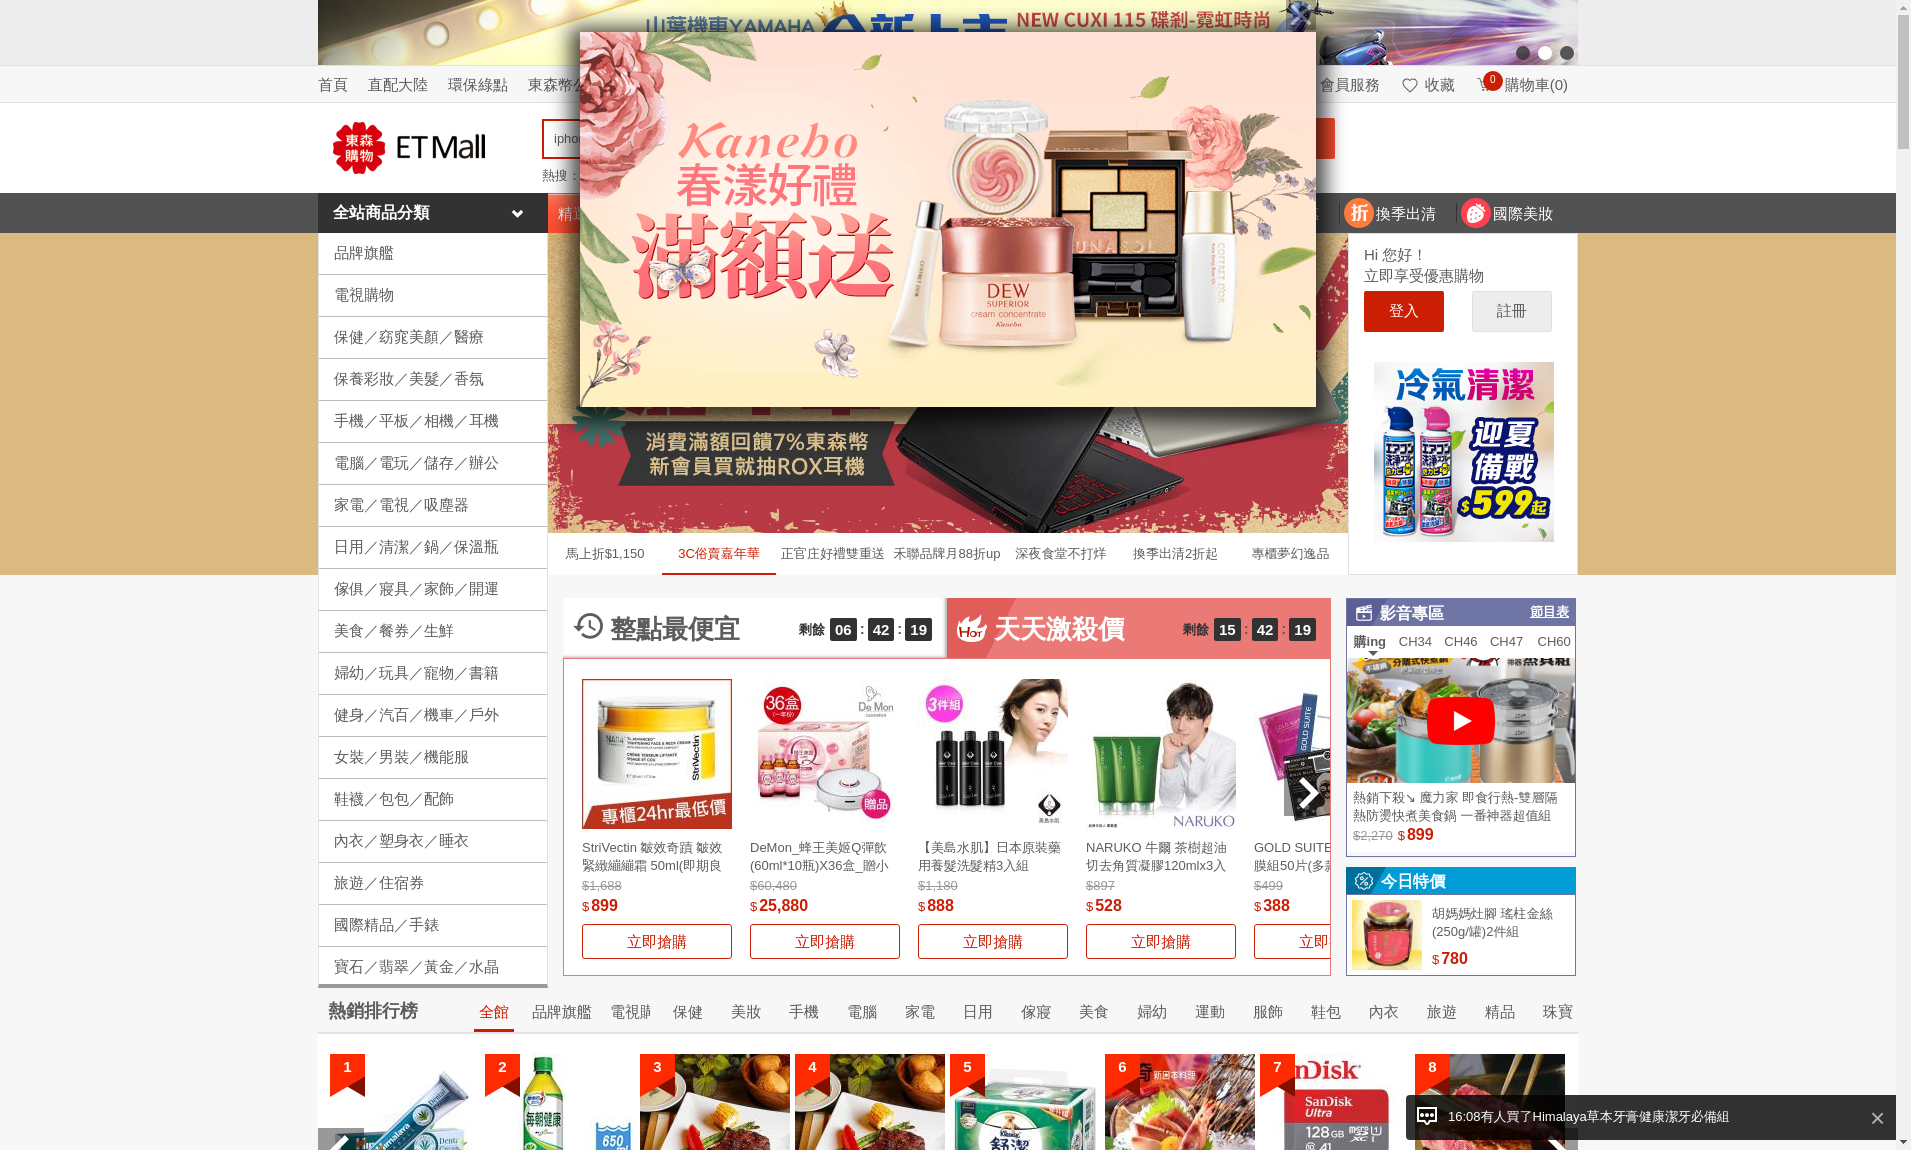 山葉機車YAMAHA 全新上市 NEW CUXI 115 碟剎-霓虹時尚
首頁 直配大陸 環保綠點 東森幣公
會員服務 收藏 0 購物車(0)
東森購物 ET Mall
ipho
熱搜：
全站商品分類
精選
折 換季出清 國際美妝
Kanebo
春漾好禮
滿額送
DEW
SUPERIOR
cream concentrate
Kanebo
COFFRET D'OR
品牌旗艦
電視購物
保健／窈窕美顏／醫療
保養彩妝／美髮／香氛
手機／平板／相機／耳機
電腦／電玩／儲存／辦公
家電／電視／吸塵器
日用／清潔／鍋／保溫瓶
傢俱／寢具／家飾／開運
美食／餐券／生鮮
婦幼／玩具／寵物／書籍
健身／汽百／機車／戶外
女裝／男裝／機能服
鞋襪／包包／配飾
內衣／塑身衣／睡衣
旅遊／住宿券
國際精品／手錶
寶石／翡翠／黃金／水晶
消費滿額回饋7%東森幣
新會員買就抽ROX耳機
馬上折$1,150 3C俗賣嘉年華 正官庄好禮雙重送 禾聯品牌月88折up 深夜食堂不打烊 換季出清2折起 專櫃夢幻逸品
Hi 您好！
立即享受優惠購物
登入 註冊
冷氣清潔
迎夏
備戰
$599起
整點最便宜 剩餘 06 : 42 : 19
HOT 天天激殺價 剩餘 15 : 42 : 19
StriVectin
專櫃24hr最低價
StriVectin 皺效奇蹟 皺效
緊緻繃繃霜 50ml(即期良
$1,688
$899
立即搶購
36盒
De Mon
贈品
DeMon_蜂王美姬Q彈飲
(60ml*10瓶)X36盒_贈小
$60,480
$25,880
立即搶購
3件組
美島水肌
【美島水肌】日本原裝藥
用養髮洗髮精3入組
$1,180
$888
立即搶購
NARUKO
NARUKO 牛爾 茶樹超油
切去角質凝膠120mlx3入
$897
$528
立即搶購
GOLD SUITE
GOLD SUITE
膜組50片(多款
$499
$388
立即
影音專區 節目表
購ing CH34 CH46 CH47 CH60
熱銷下殺↘ 魔力家 即食行熱-雙層隔
熱防燙快煮美食鍋 一番神器超值組
$2,270 $899
今日特價
胡媽媽灶腳 瑤柱金絲
(250g/罐)2件組
$780
熱銷排行榜 全館 品牌旗艦 電視購 保健 美妝 手機 電腦 家電 日用 傢寢 美食 婦幼 運動 服飾 鞋包 內衣 旅遊 精品 珠寶
1 2 3 4 5 6 7 8
Himalaya
每朝健康
650
舒潔
新日本料理
SanDisk
SanDisk
Ultra
128GB
16:08有人買了Himalaya草本牙膏健康潔牙必備組